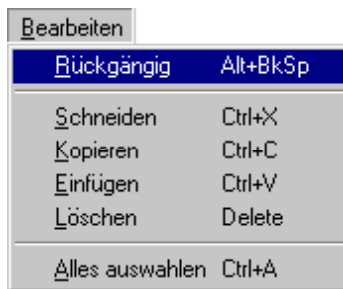 Bearbeiten
Rückgängig Alt+BkSp
Schneiden Ctrl+X
Kopieren Ctrl+C
Einfügen Ctrl+V
Löschen Delete
Alles auswahlen Ctrl+A